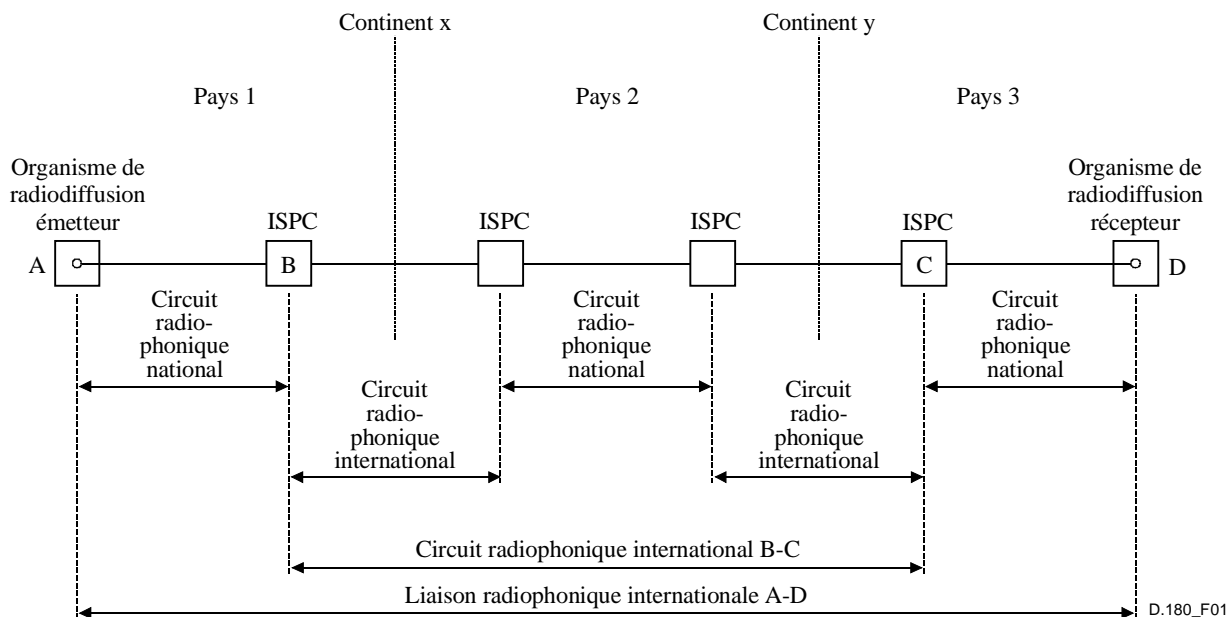 Continent x
Continent y
Pays 1
Pays 2
Pays 3
Organisme de
radiodiffusion
émetteur
Organisme de
radiodiffusion
récepteur
ISPC
ISPC
ISPC
ISPC
A
B
C
D
Circuit
radio-
phonique
national
Circuit
radio-
phonique
international
Circuit
radio-
phonique
national
Circuit
radio-
phonique
international
Circuit
radio-
phonique
national
Circuit radiophonique international B-C
Liaison radiophonique internationale A-D
D.180_F01